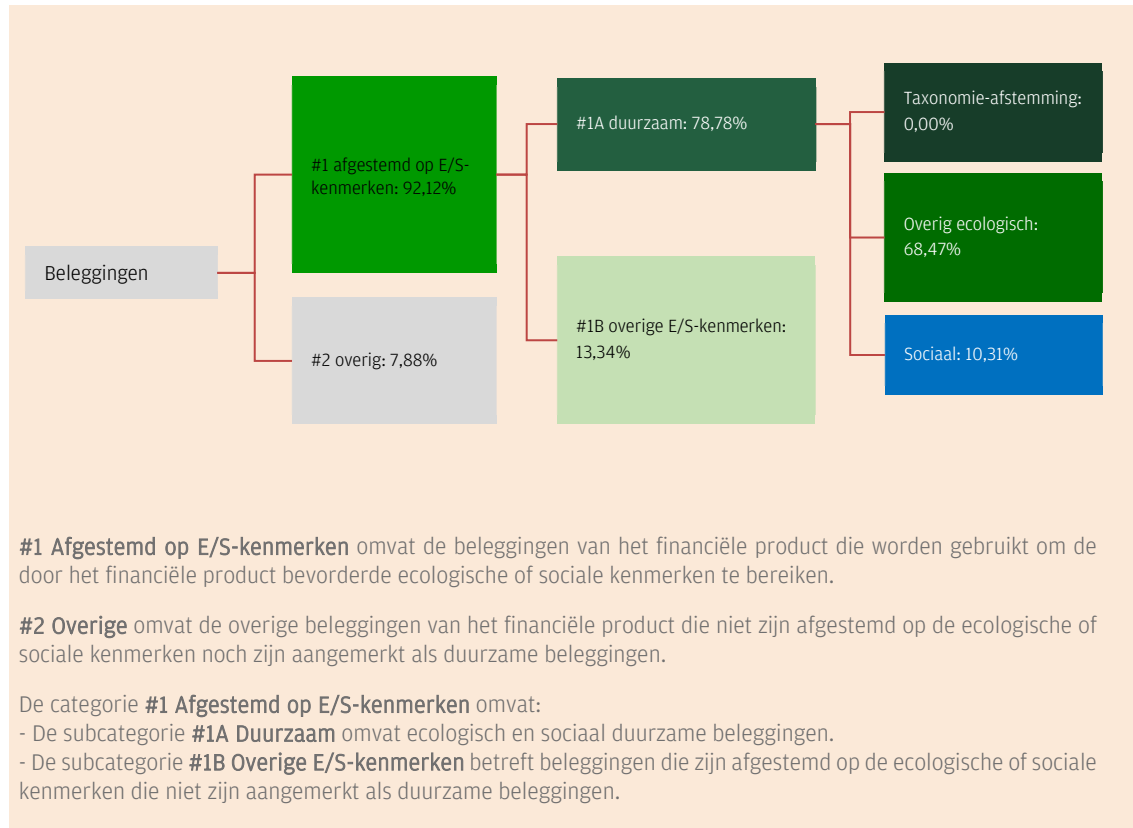 Beleggingen
#1 afgestemd op E/S-
kenmerken: 92,12%
#2 overig: 7,88%
#1A duurzaam: 78,78%
#1B overige E/S-kenmerken:
13,34%
Taxonomie-afstemming:
0,00%
Overig ecologisch:
68,47%
Sociaal: 10,31%
#1 Afgestemd op E/S-kenmerken omvat de beleggingen van het financiële product die worden gebruikt om de
door het financiële product bevorderde ecologische of sociale kenmerken te bereiken.
#2 Overige omvat de overige beleggingen van het financiële product die niet zijn afgestemd op de ecologische of
sociale kenmerken noch zijn aangemerkt als duurzame beleggingen.
De categorie #1 Afgestemd op E/S-kenmerken omvat:
- De subcategorie #1A Duurzaam omvat ecologisch en sociaal duurzame beleggingen.
- De subcategorie #1B Overige E/S-kenmerken betreft beleggingen die zijn afgestemd op de ecologische of sociale
kenmerken die niet zijn aangemerkt als duurzame beleggingen.